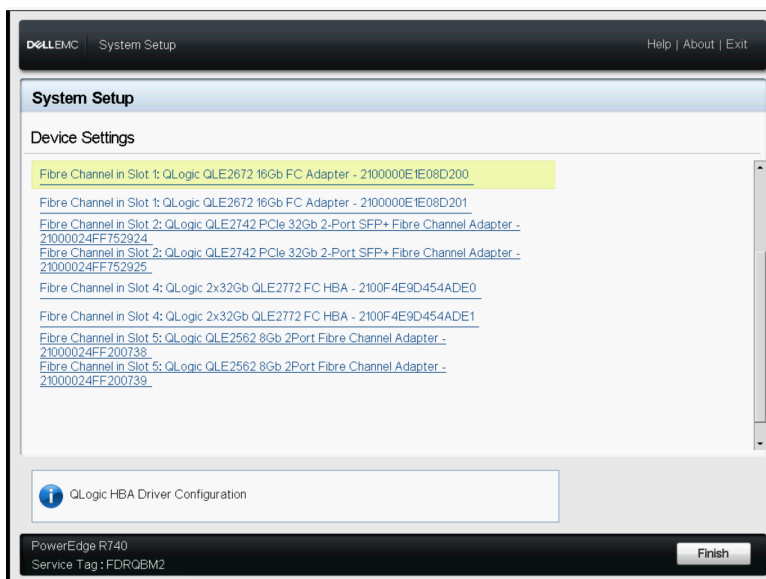 DELLEMC System Setup Help | About | Exit
System Setup
Device Settings
Fibre Channel in Slot 1: QLogic QLE2672 16Gb FC Adapter - 2100000E1E08D200
Fibre Channel in Slot 1: QLogic QLE2672 16Gb FC Adapter - 2100000E1E08D201
Fibre Channel in Slot 2: QLogic QLE2742 PCIe 32Gb 2-Port SFP+ Fibre Channel Adapter -
21000024FF752924
Fibre Channel in Slot 2: QLogic QLE2742 PCIe 32Gb 2-Port SFP+ Fibre Channel Adapter -
21000024FF752925
Fibre Channel in Slot 4: QLogic 2x32Gb QLE2772 FC HBA - 2100F4E9D454ADE0
Fibre Channel in Slot 4: QLogic 2x32Gb QLE2772 FC HBA - 2100F4E9D454ADE1
Fibre Channel in Slot 5: QLogic QLE2562 8Gb 2Port Fibre Channel Adapter -
21000024FF200738
Fibre Channel in Slot 5: QLogic QLE2562 8Gb 2Port Fibre Channel Adapter -
21000024FF200739
QLogic HBA Driver Configuration
PowerEdge R740
Service Tag : FDRQBM2
Finish